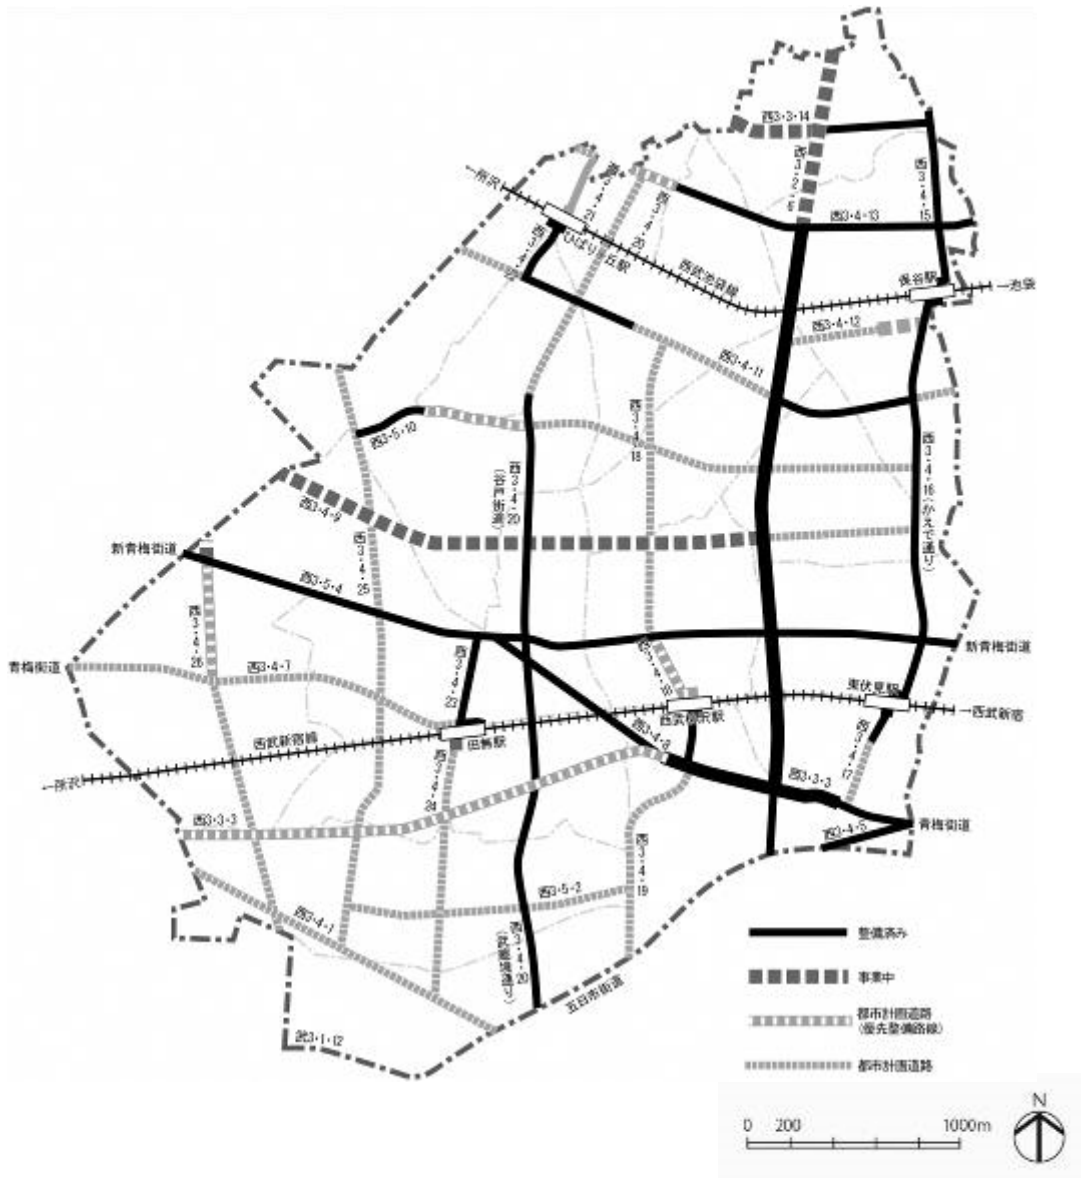 西3・3・14
西3・2・6
西3・4・15
←所沢
西3・4・21
西3・4・20
西3・4・13
ひばりヶ丘駅
西武池袋線
保谷駅
→池袋
西3・4・12
西3・4・11
西3・5・10
西3・4・18
西3・4・16(かえで通り)
西3・4・20
(谷戸街道)
西3・4・9
新青梅街道
西3・4・25
西3・5・4
西3・4・26
新青梅街道
青梅街道
西3・4・7
西3・4・23
東伏見駅
→西武新宿
西武柳沢駅
西武新宿線
田無駅
←所沢
西3・4・8
西3・4・17
西3・4・24
西3・3・3
西3・3・3
青梅街道
西3・4・5
西3・4・19
西3・5・2
西3・4・1
西3・4・20
(武蔵境通り)
五日市街道
武3・1・12
整備済み
事業中
都市計画道路
(優先整備路線)
都市計画道路
N
0 200 1000m